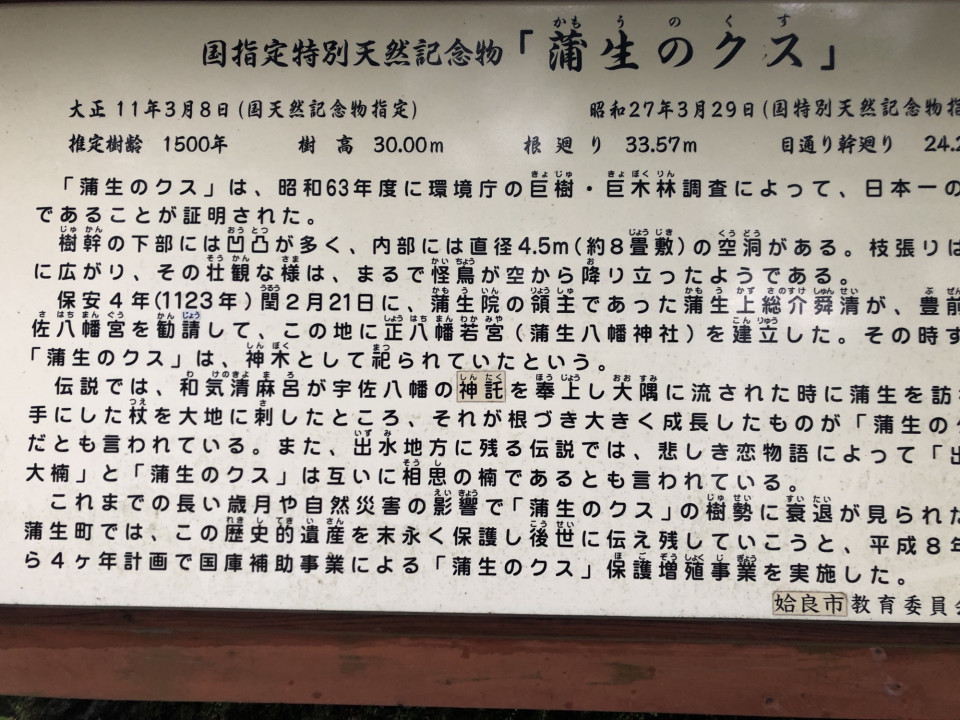 国指定特別天然記念物「蒲生のクス」
大正11年3月8日(国天然記念物指定) 昭和27年3月29日(国特別天然記念物指
推定樹齢 1500年 樹高 30.00m 根廻り 33.57m 目通り幹廻り 24.2
「蒲生のクス」は、昭和63年度に環境庁の巨樹・巨木林調査によって、日本一の
であることが証明された。
樹幹の下部には凹凸が多く、内部には直径4.5m(約8畳敷)の空洞がある。枝張りは
に広がり、その壮観な様は、まるで怪鳥が空から降り立ったようである。
保安4年(1123年)閏2月21日に、蒲生院の領主であった蒲生上総介舜清が、豊前
佐八幡宮を勧請して、この地に正八幡若宮(蒲生八幡神社)を建立した。その時す
「蒲生のクス」は、神木として祀られていたという。
伝説では、和気清麻呂が宇佐八幡の神託を奉上し大隅に流された時に蒲生を訪
手にした杖を大地に刺したところ、それが根づき大きく成長したものが「蒲生の
だとも言われている。また、出水地方に残る伝説では、悲しき恋物語によって「出
大楠」と「蒲生のクス」は互いに相思の楠であるとも言われている。
これまでの長い歳月や自然災害の影響で「蒲生のクス」の樹勢に衰退が見られた
蒲生町では、この歴史的遺産を末永く保護し後世に伝え残していこうと、平成8年
ら4ヶ年計画で国庫補助事業による「蒲生のクス」保護増殖事業を実施した。
姶良市教育委員会